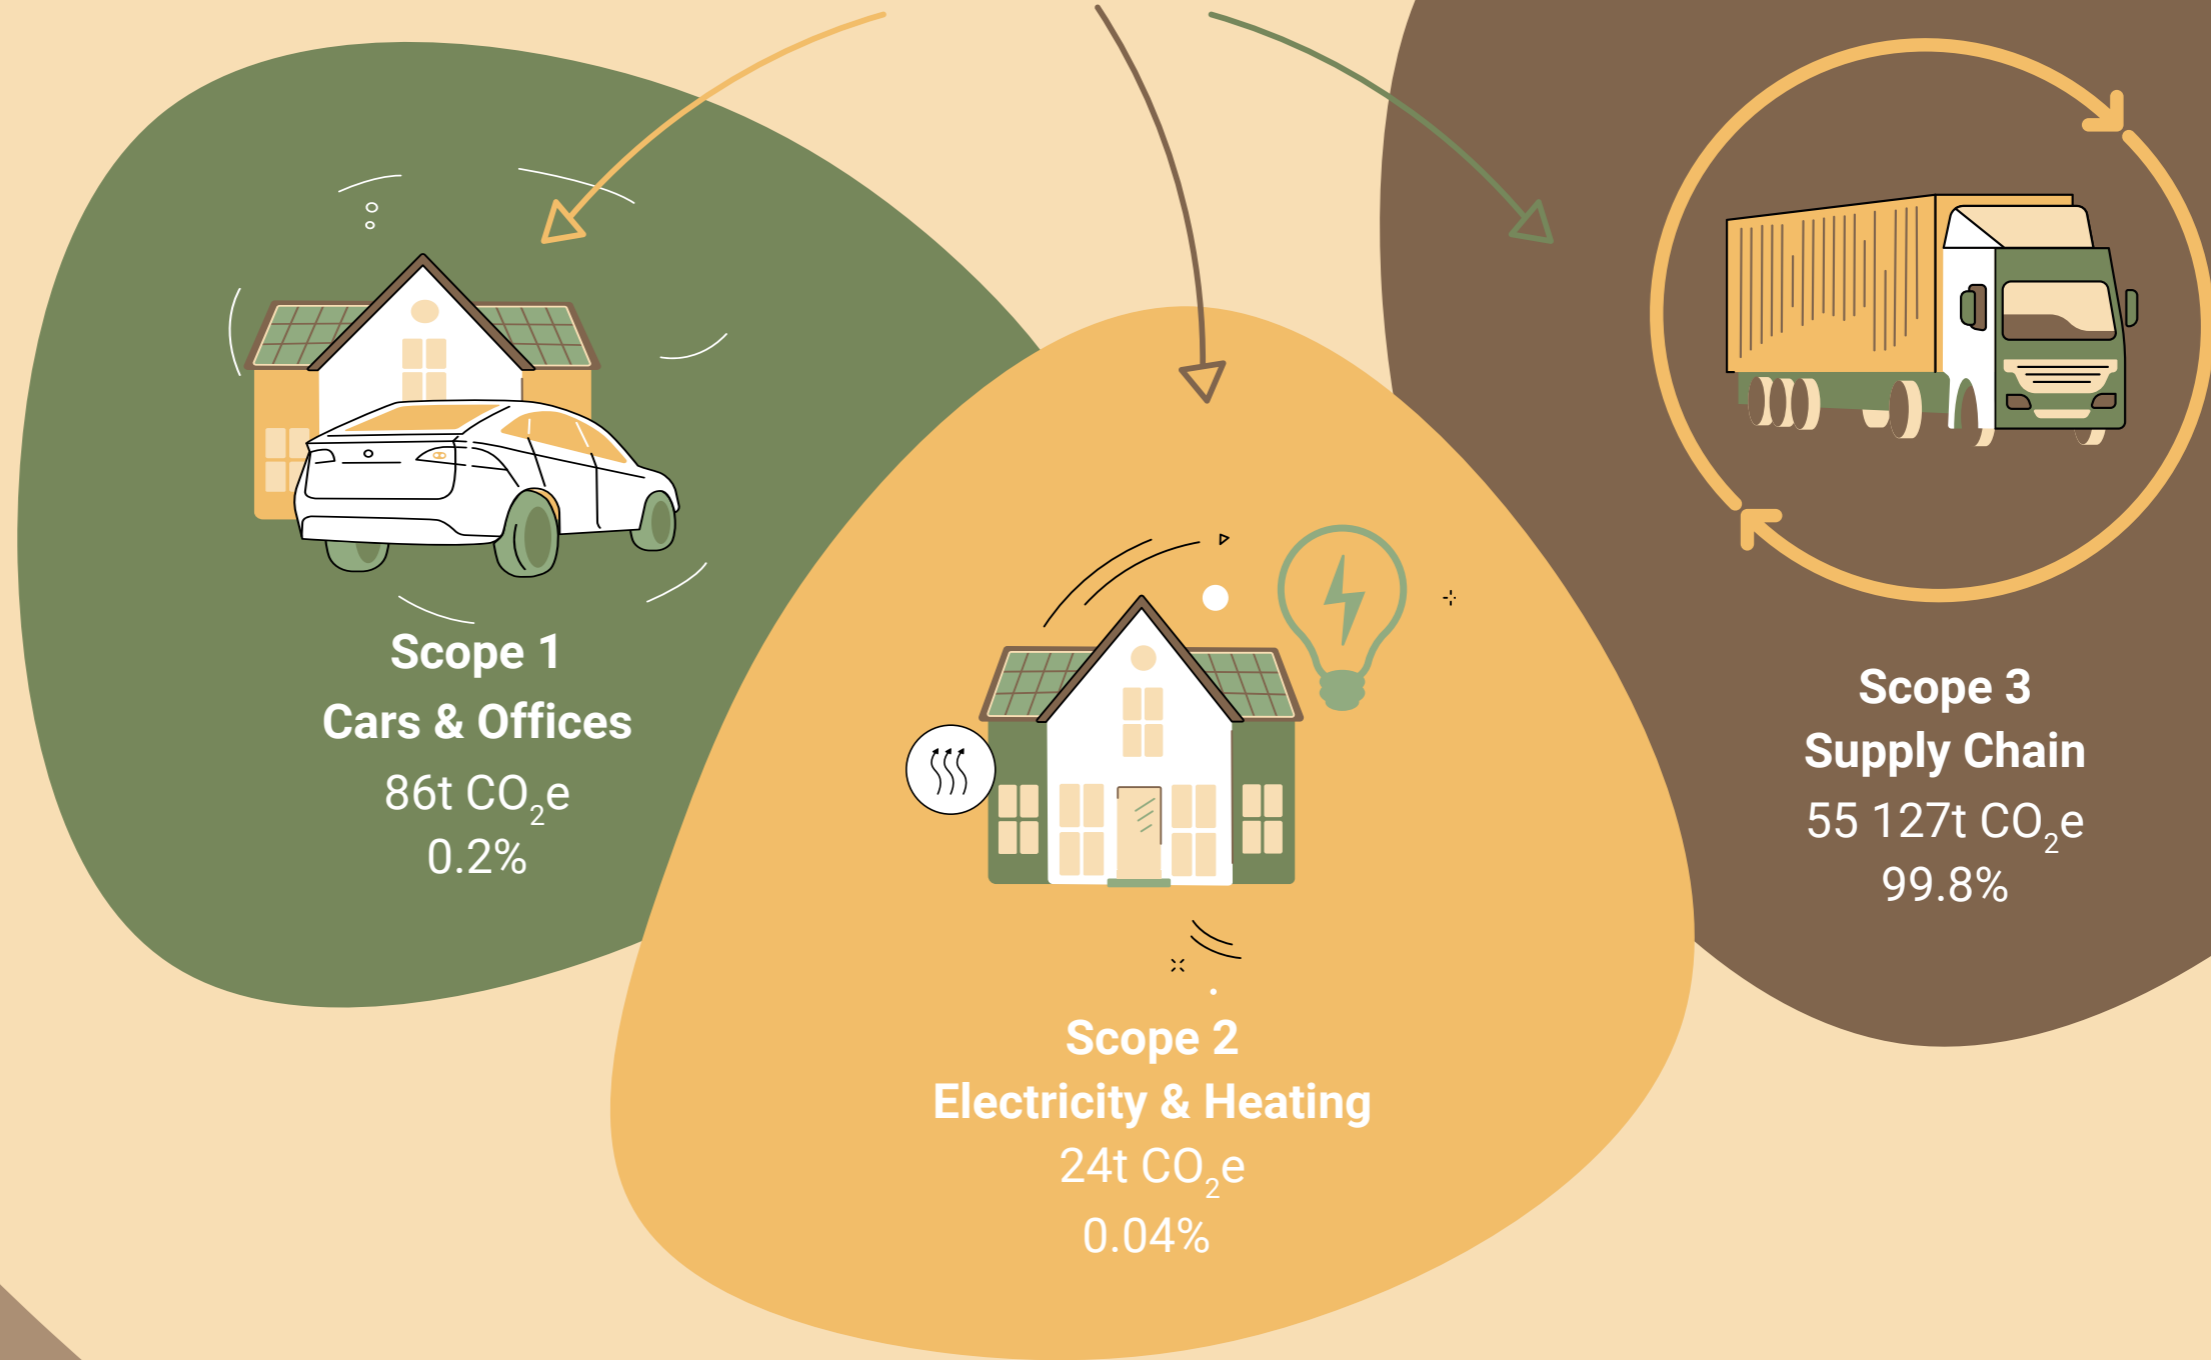 Scope 1
Cars & Offices
86t CO₂e
0.2%
Scope 2
Electricity & Heating
24t CO₂e
0.04%
Scope 3
Supply Chain
55 127t CO₂e
99.8%